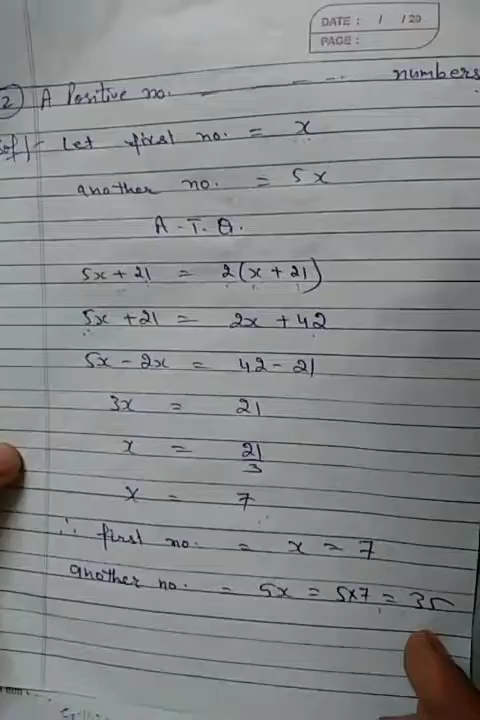 DATE : / / 20
PAGE :
2) A Positive no. — — ... numbers.
Sol/- Let first no. = x
another no. = 5x
A.T.Q.
5x + 21 = 2(x + 21)
5x + 21 = 2x + 42
5x - 2x = 42 - 21
3x = 21
x = 21/3
x = 7
∴ first no. = x = 7
another no. = 5x = 5x7 = 35